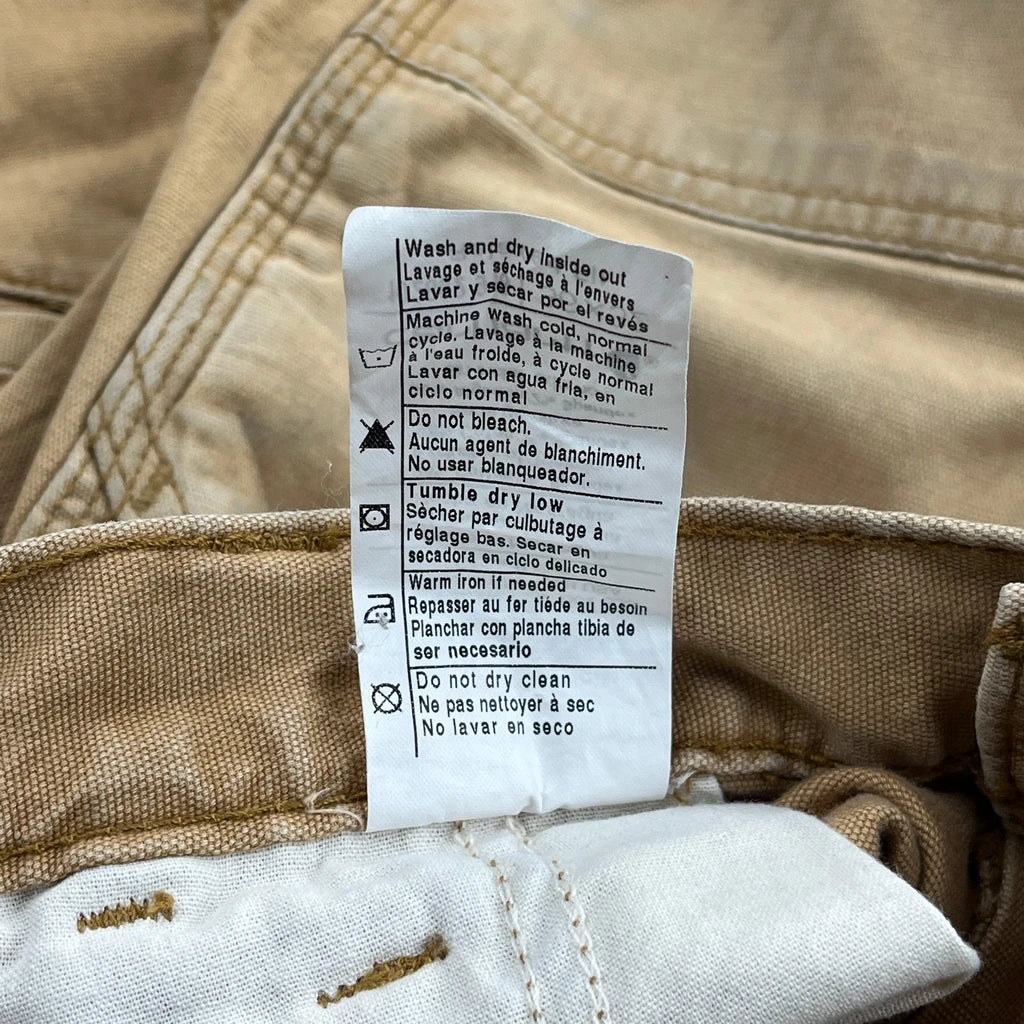 Wash and dry inside out
Lavage et séchage à l'envers
Lavar y secar por el revés
Machine wash cold, normal
cycle. Lavage à la machine
à l'eau froide, à cycle normal
Lavar con agua fria, en
ciclo normal
Do not bleach.
Aucun agent de blanchiment.
No usar blanqueador.
Tumble dry low
Sècher par culbutage à
réglage bas. Secar en
secadora en ciclo delicado
Warm iron if needed
Repasser au fer tiéde au besoin
Planchar con plancha tibia de
ser necesario
Do not dry clean
Ne pas nettoyer à sec
No lavar en seco